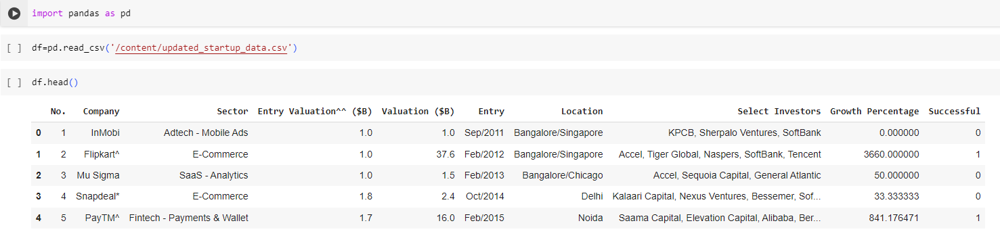 import pandas as pd
[ ] df=pd.read_csv('/content/updated_startup_data.csv')
[ ] df.head()
No. Company Sector Entry Valuation^^ ($B) Valuation ($B) Entry Location Select Investors Growth Percentage Successful
0 1 InMobi Adtech - Mobile Ads 1.0 1.0 Sep/2011 Bangalore/Singapore KPCB, Sherpalo Ventures, SoftBank 0.000000 0
1 2 Flipkart^ E-Commerce 1.0 37.6 Feb/2012 Bangalore/Singapore Accel, Tiger Global, Naspers, SoftBank, Tencent 3660.000000 1
2 3 Mu Sigma SaaS - Analytics 1.0 1.5 Feb/2013 Bangalore/Chicago Accel, Sequoia Capital, General Atlantic 50.000000 0
3 4 Snapdeal* E-Commerce 1.8 2.4 Oct/2014 Delhi Kalaari Capital, Nexus Ventures, Bessemer, Sof... 33.333333 0
4 5 PayTM^ Fintech - Payments & Wallet 1.7 16.0 Feb/2015 Noida Saama Capital, Elevation Capital, Alibaba, Ber... 841.176471 1